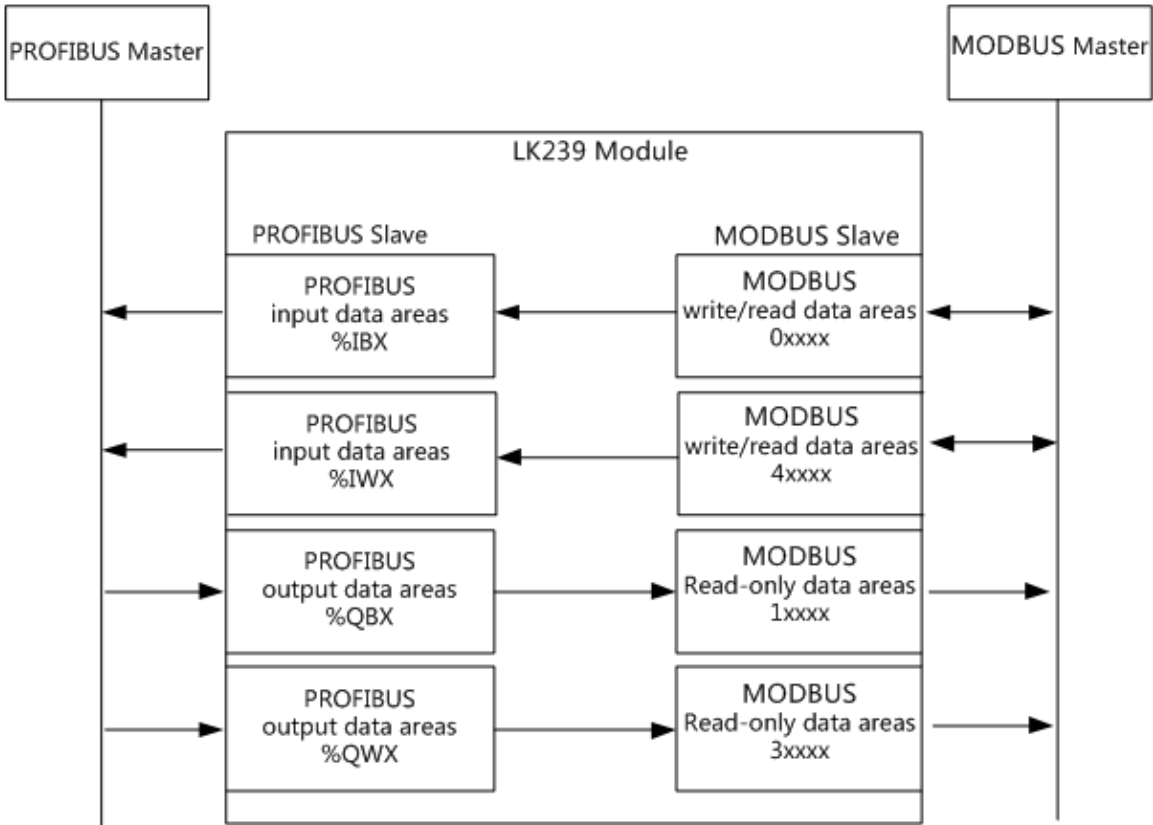 PROFIBUS Master
MODBUS Master
LK239 Module
PROFIBUS Slave
MODBUS Slave
PROFIBUS
input data areas
%IBX
MODBUS
write/read data areas
0xxxx
PROFIBUS
input data areas
%IWX
MODBUS
write/read data areas
4xxxx
PROFIBUS
output data areas
%QBX
MODBUS
Read-only data areas
1xxxx
PROFIBUS
output data areas
%QWX
MODBUS
Read-only data areas
3xxxx